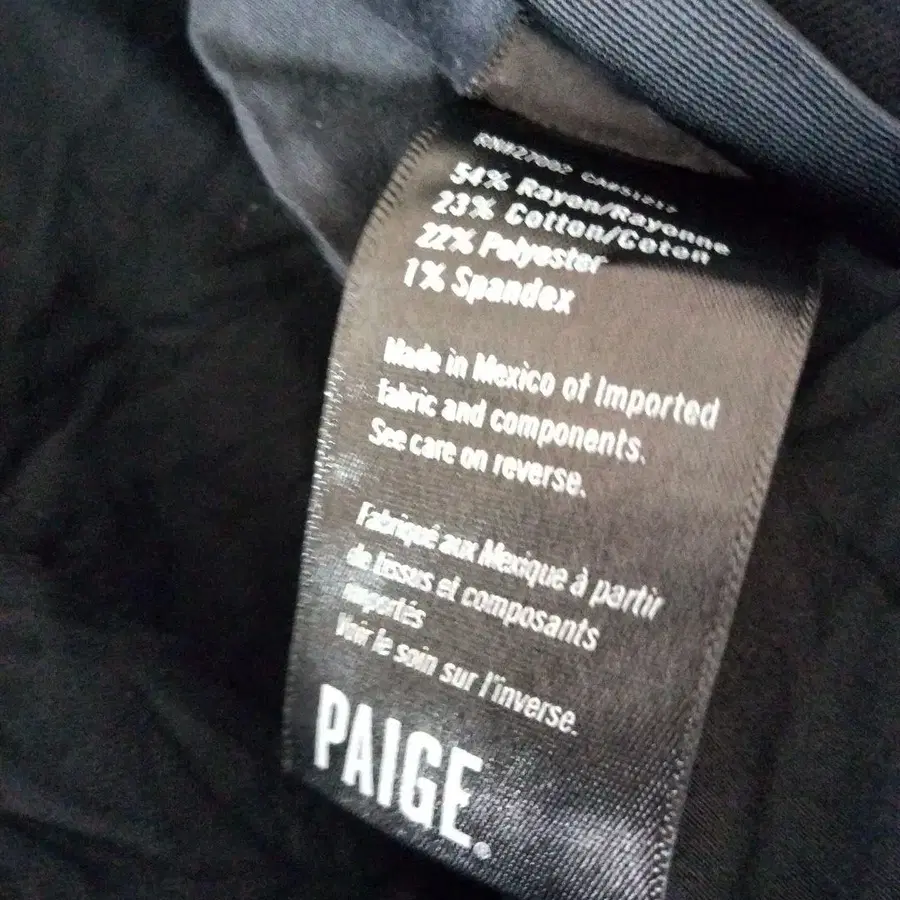 54% Rayon/Rayonne
23% Cotton/Coton
22% Polyester
1% Spandex
Made in Mexico of Imported
fabric and components.
See care on reverse.
Fabriqué aux Mexique à partir
de tissus et composants
importés
Voir le soin sur l'inverse.
PAIGE.